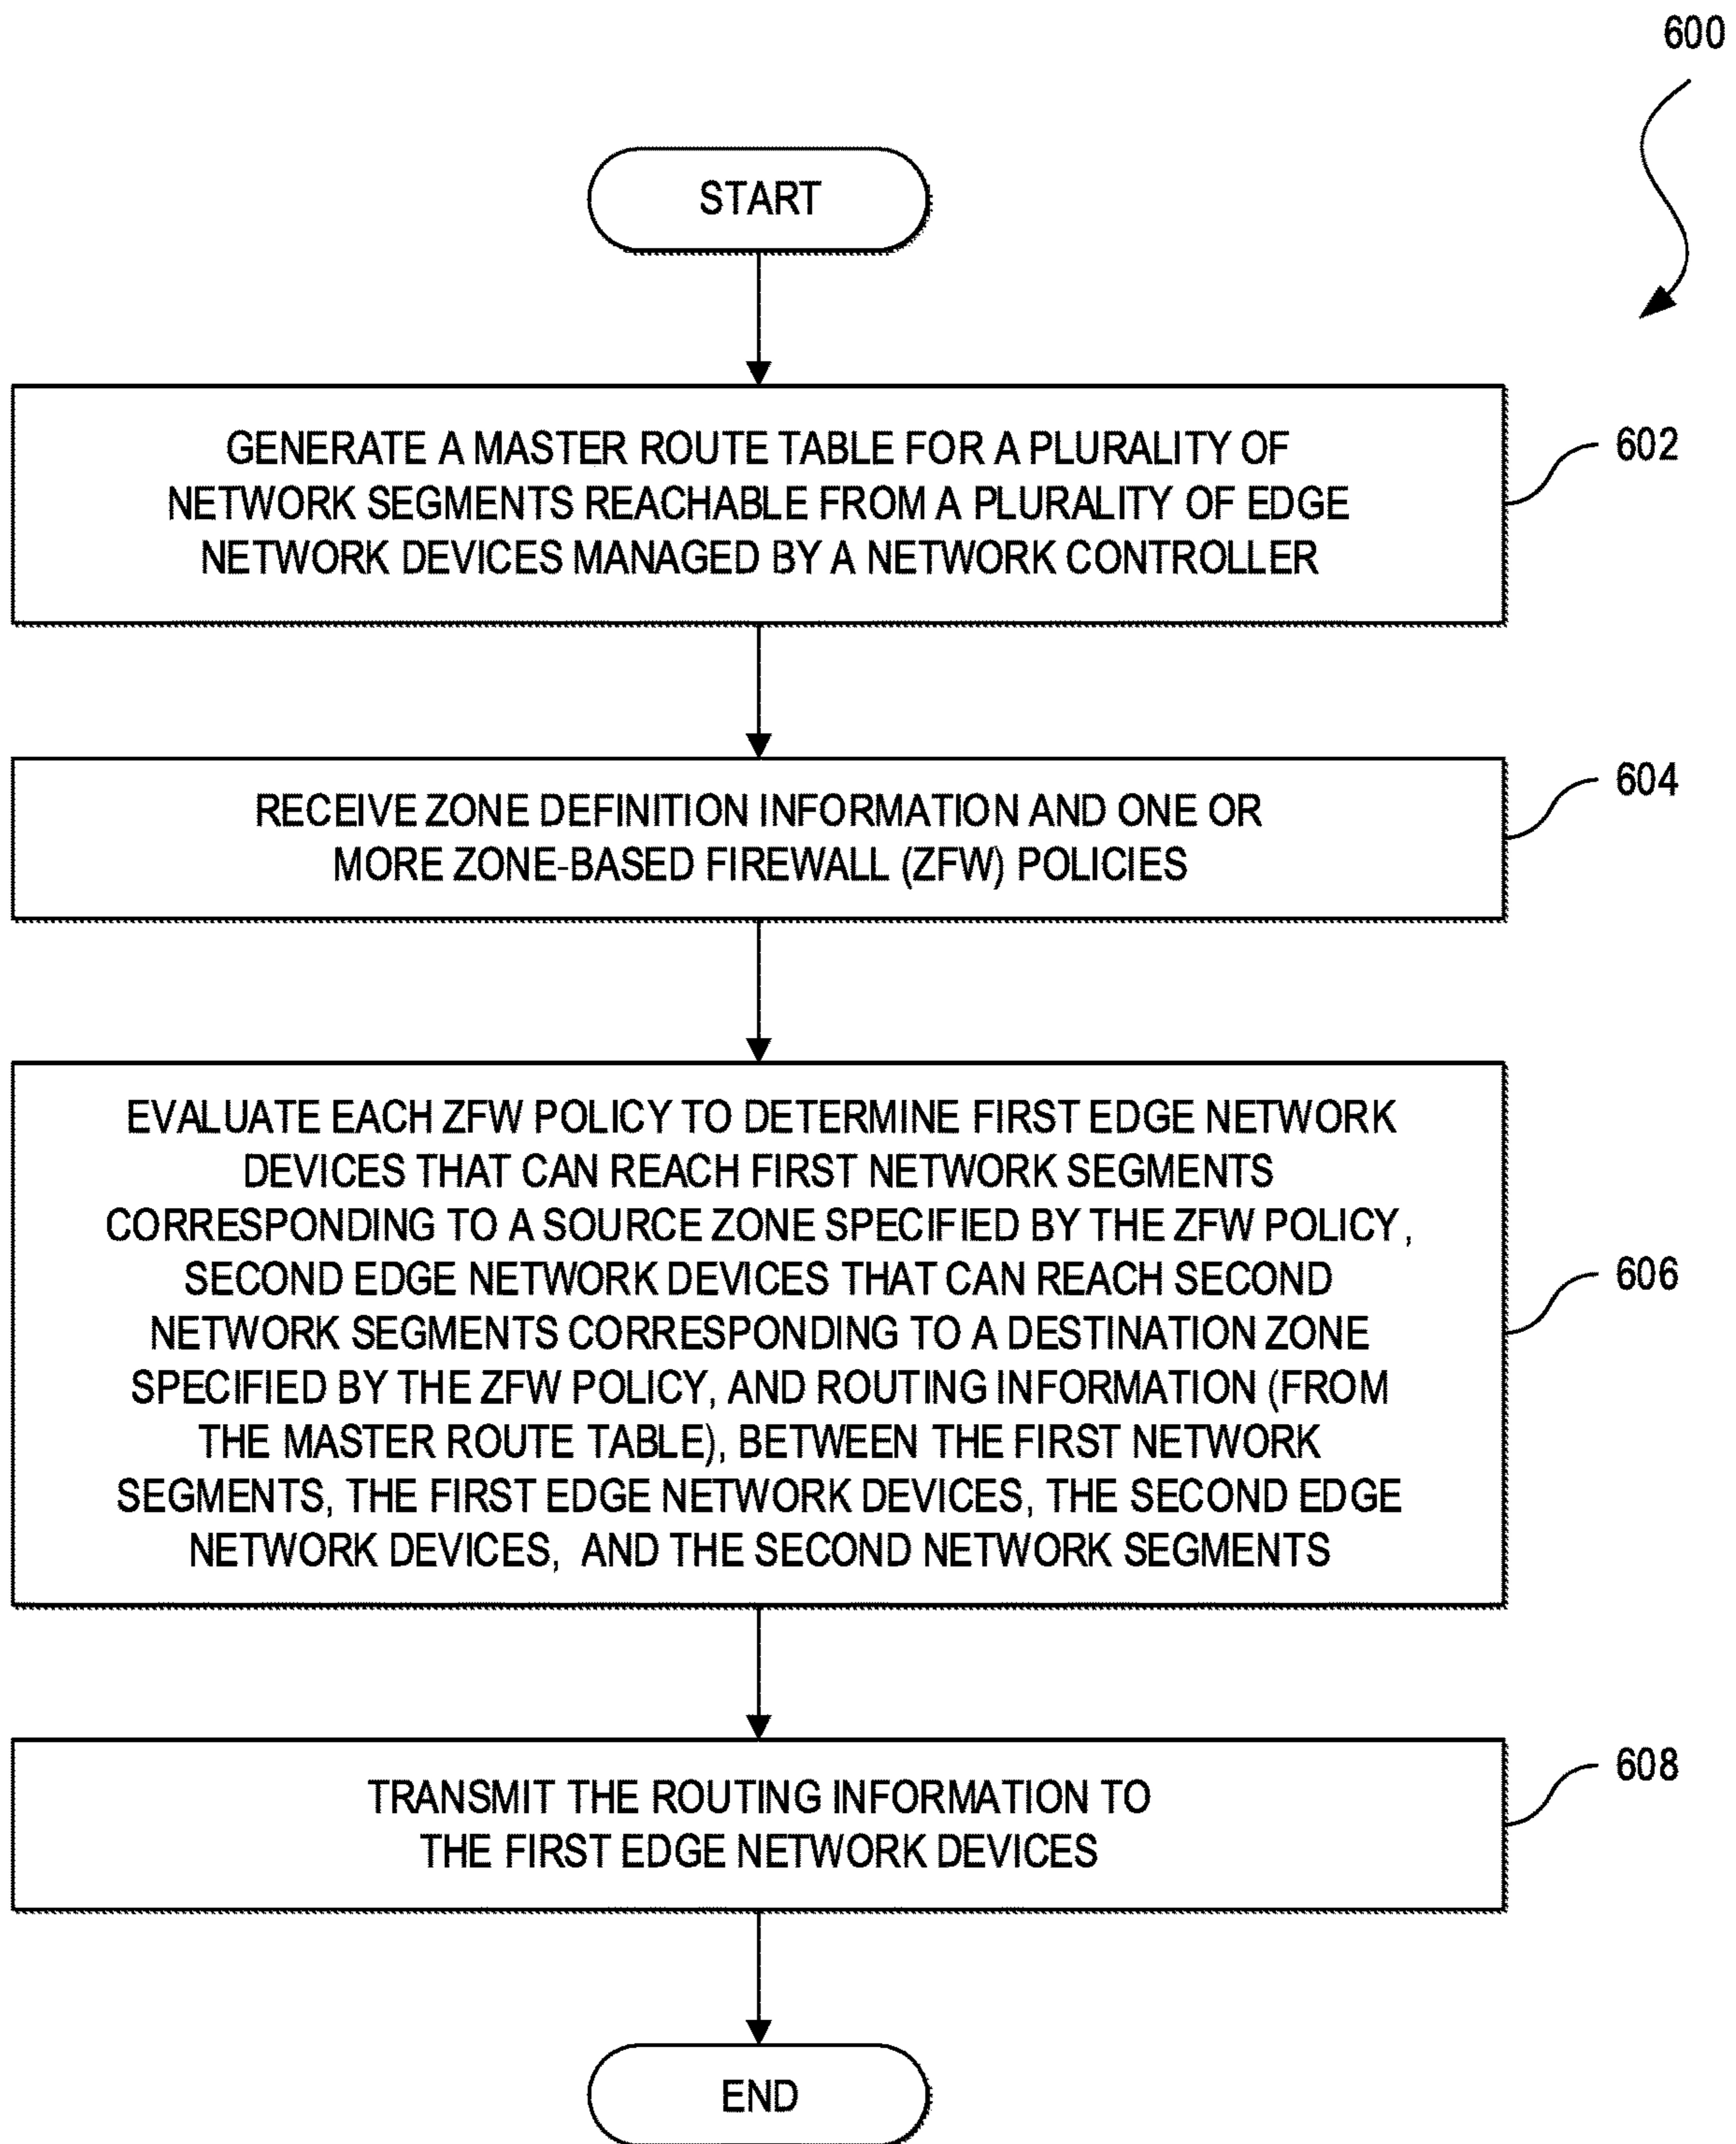 600
START
GENERATE A MASTER ROUTE TABLE FOR A PLURALITY OF
NETWORK SEGMENTS REACHABLE FROM A PLURALITY OF EDGE
NETWORK DEVICES MANAGED BY A NETWORK CONTROLLER
602
RECEIVE ZONE DEFINITION INFORMATION AND ONE OR
MORE ZONE-BASED FIREWALL (ZFW) POLICIES
604
EVALUATE EACH ZFW POLICY TO DETERMINE FIRST EDGE NETWORK
DEVICES THAT CAN REACH FIRST NETWORK SEGMENTS
CORRESPONDING TO A SOURCE ZONE SPECIFIED BY THE ZFW POLICY,
SECOND EDGE NETWORK DEVICES THAT CAN REACH SECOND
NETWORK SEGMENTS CORRESPONDING TO A DESTINATION ZONE
SPECIFIED BY THE ZFW POLICY, AND ROUTING INFORMATION (FROM
THE MASTER ROUTE TABLE), BETWEEN THE FIRST NETWORK
SEGMENTS, THE FIRST EDGE NETWORK DEVICES, THE SECOND EDGE
NETWORK DEVICES, AND THE SECOND NETWORK SEGMENTS
606
TRANSMIT THE ROUTING INFORMATION TO
THE FIRST EDGE NETWORK DEVICES
608
END